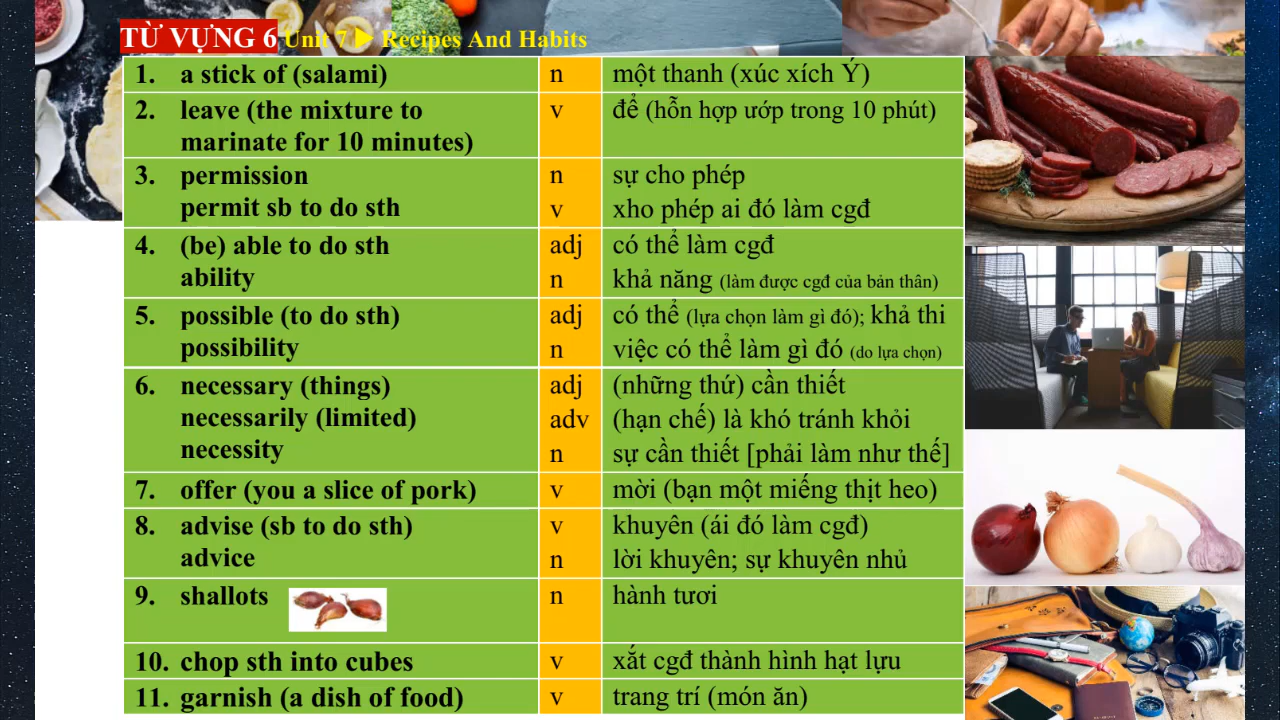 TỪ VỰNG 6 Unit 7 ▶ Recipes And Habits
1. a stick of (salami) n một thanh (xúc xích Ý)
2. leave (the mixture to v để (hỗn hợp ướp trong 10 phút)
marinate for 10 minutes)
3. permission n sự cho phép
permit sb to do sth v xho phép ai đó làm cgđ
4. (be) able to do sth adj có thể làm cgđ
ability n khả năng (làm được cgđ của bản thân)
5. possible (to do sth) adj có thể (lựa chọn làm gì đó); khả thi
possibility n việc có thể làm gì đó (do lựa chọn)
6. necessary (things) adj (những thứ) cần thiết
necessarily (limited) adv (hạn chế) là khó tránh khỏi
necessity n sự cần thiết [phải làm như thế]
7. offer (you a slice of pork) v mời (bạn một miếng thịt heo)
8. advise (sb to do sth) v khuyên (ái đó làm cgđ)
advice n lời khuyên; sự khuyên nhủ
9. shallots n hành tươi
10. chop sth into cubes v xắt cgđ thành hình hạt lựu
11. garnish (a dish of food) v trang trí (món ăn)